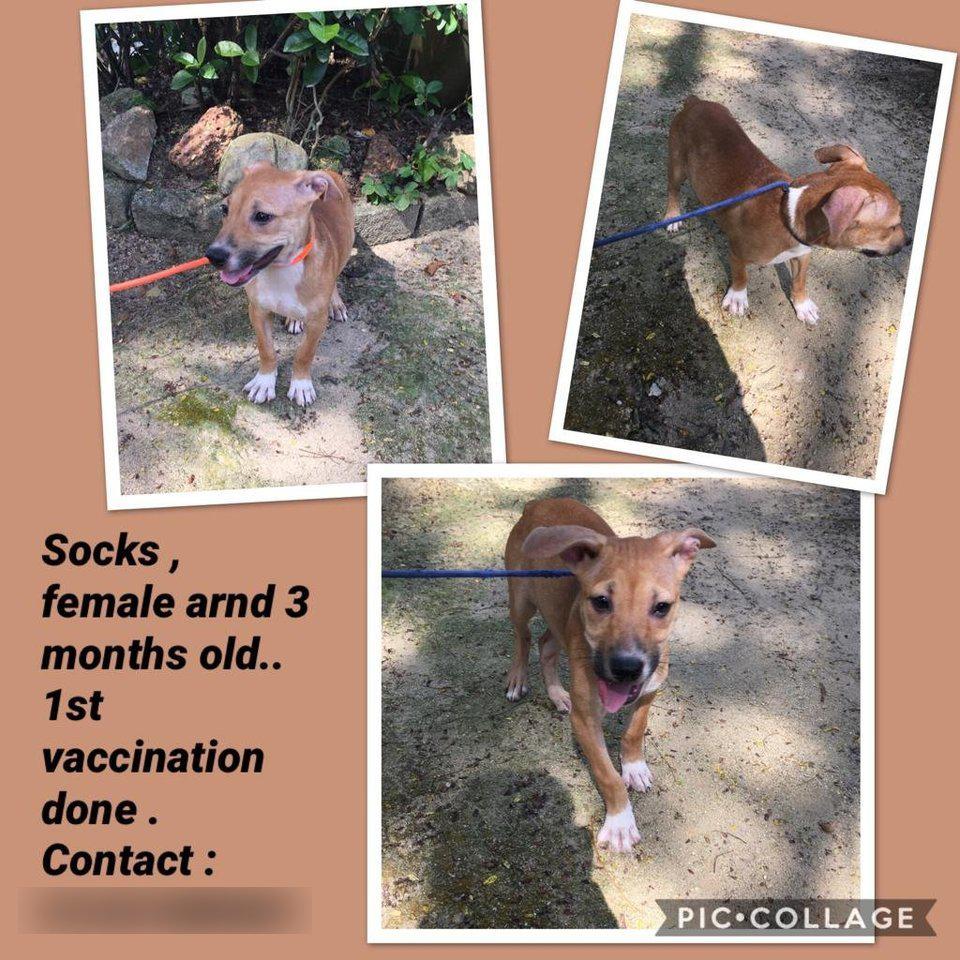 Socks ,
female arnd 3
months old..
1st
vaccination
done .
Contact :
PIC•COLLAGE